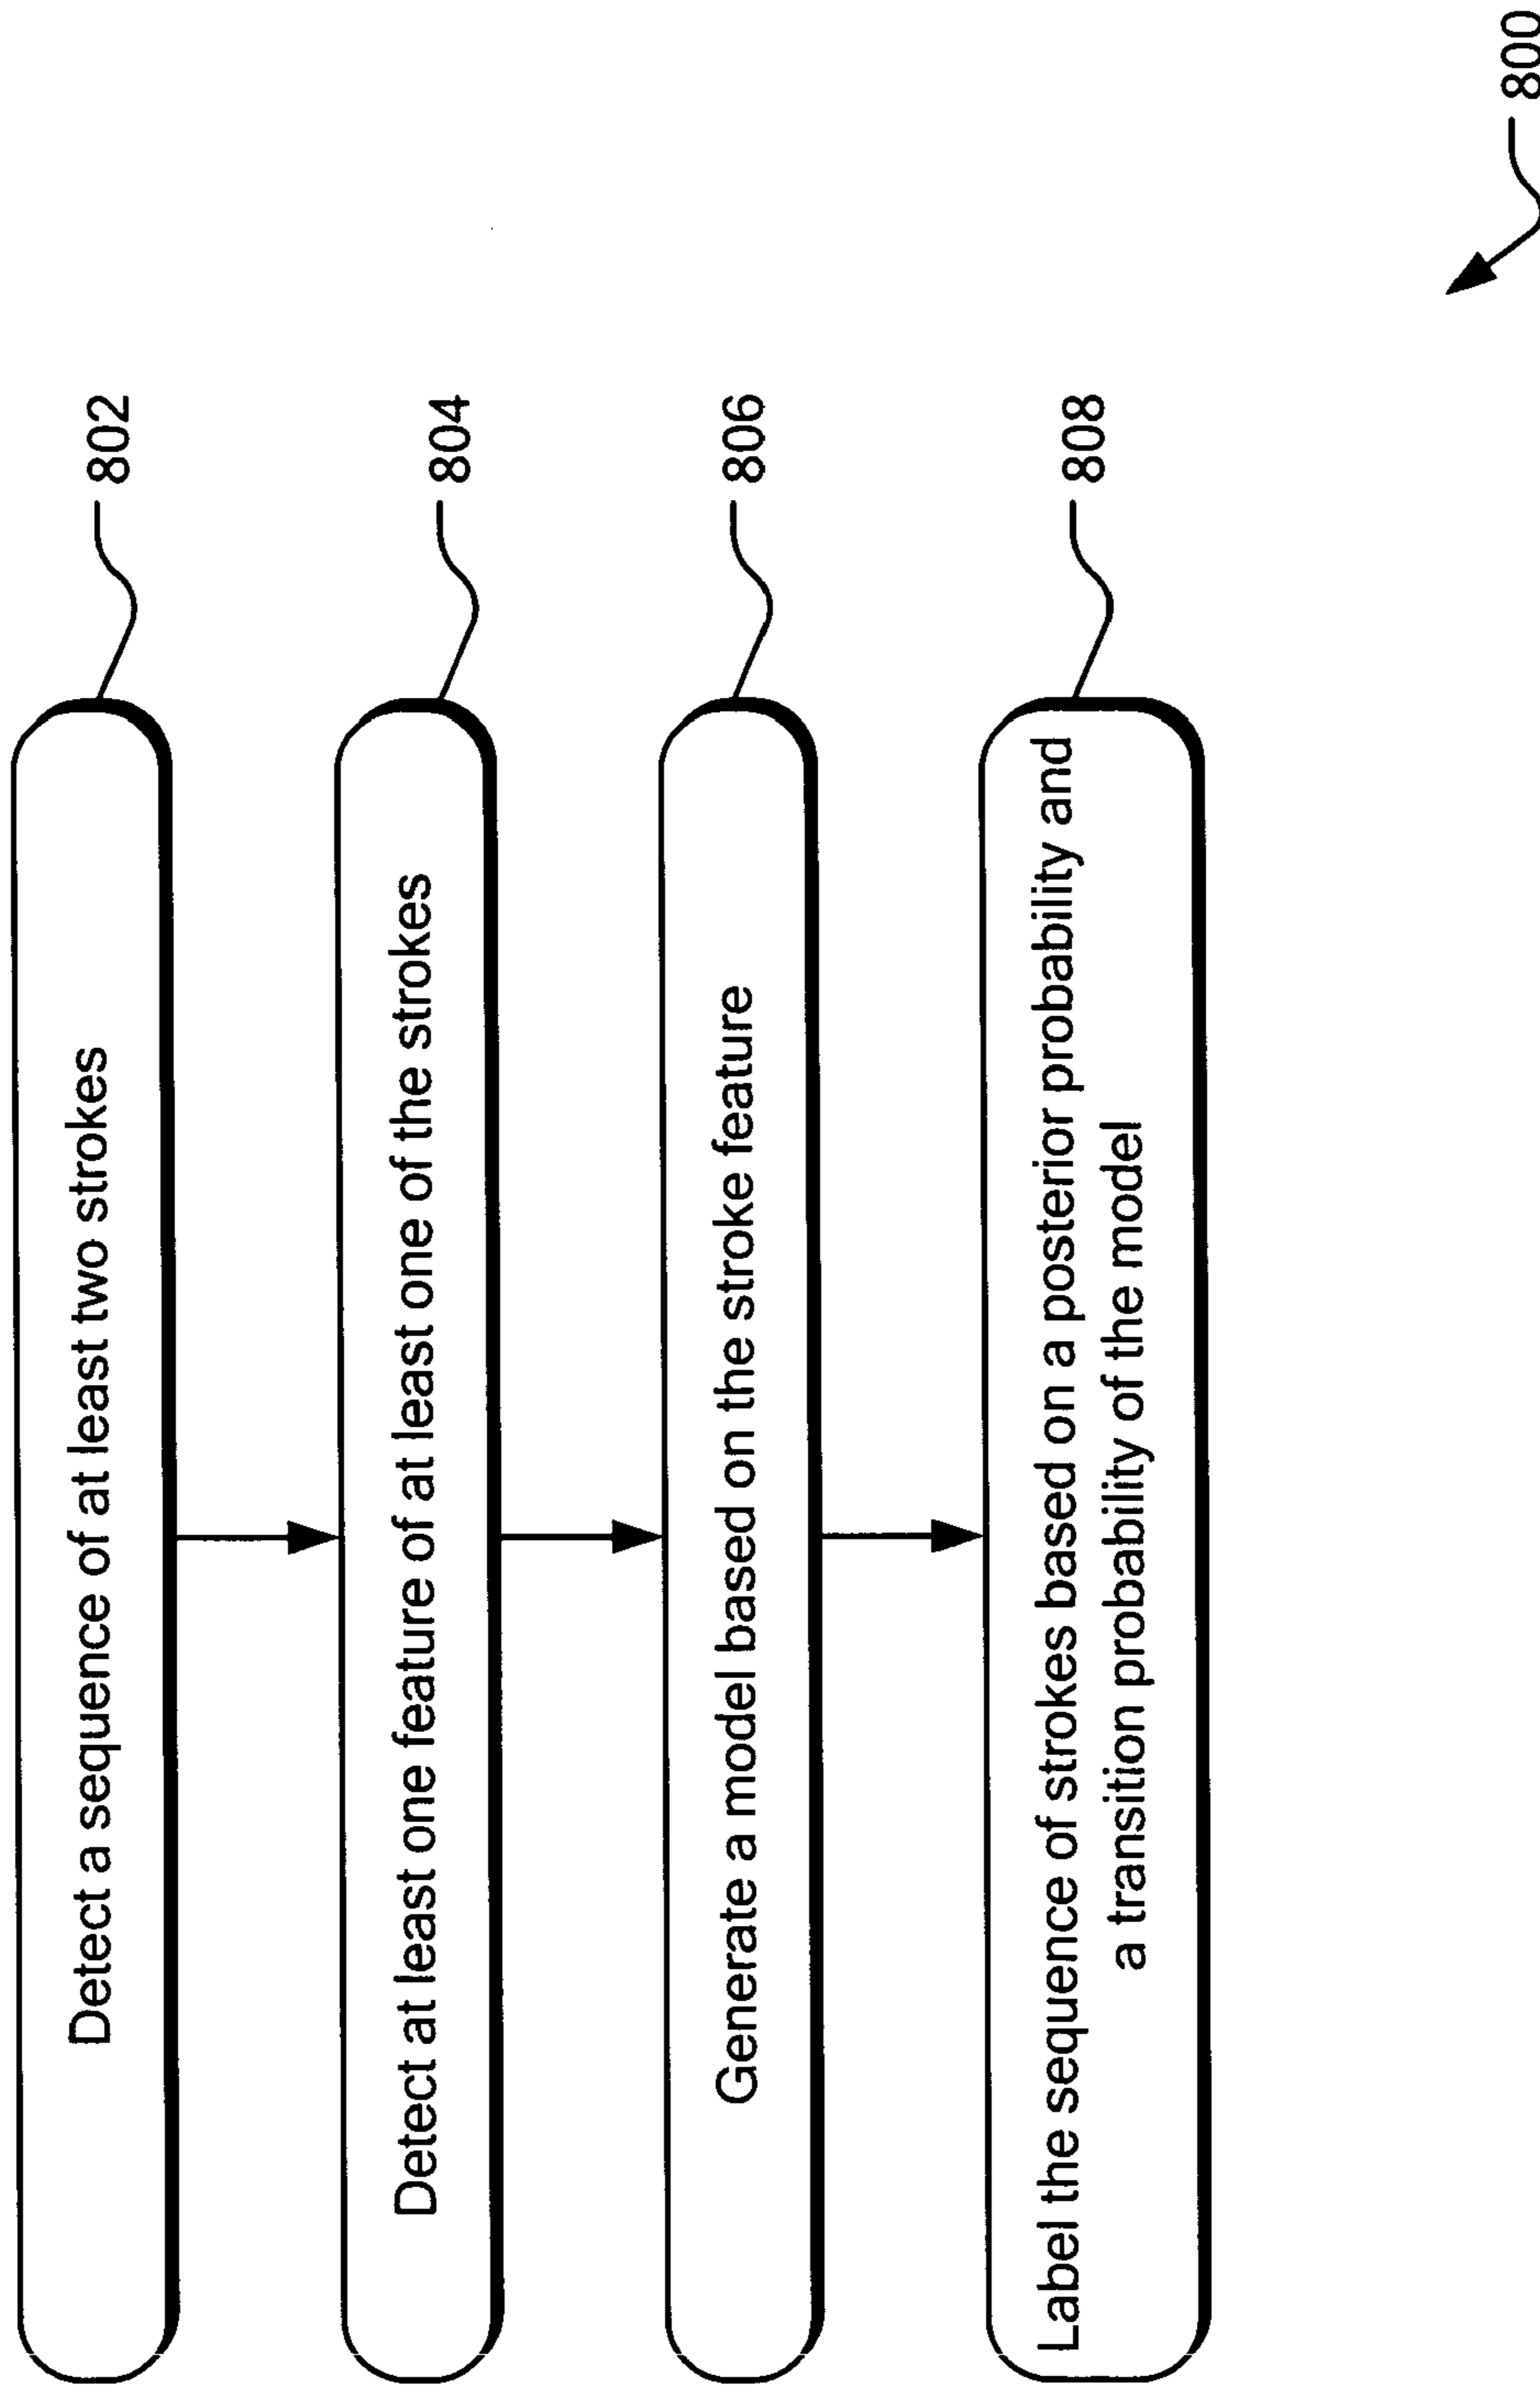 Detect a sequence of at least two strokes
802
Detect at least one feature of at least one of the strokes
804
Generate a model based on the stroke feature
806
Label the sequence of strokes based on a posterior probability and
a transition probability of the model
808
800